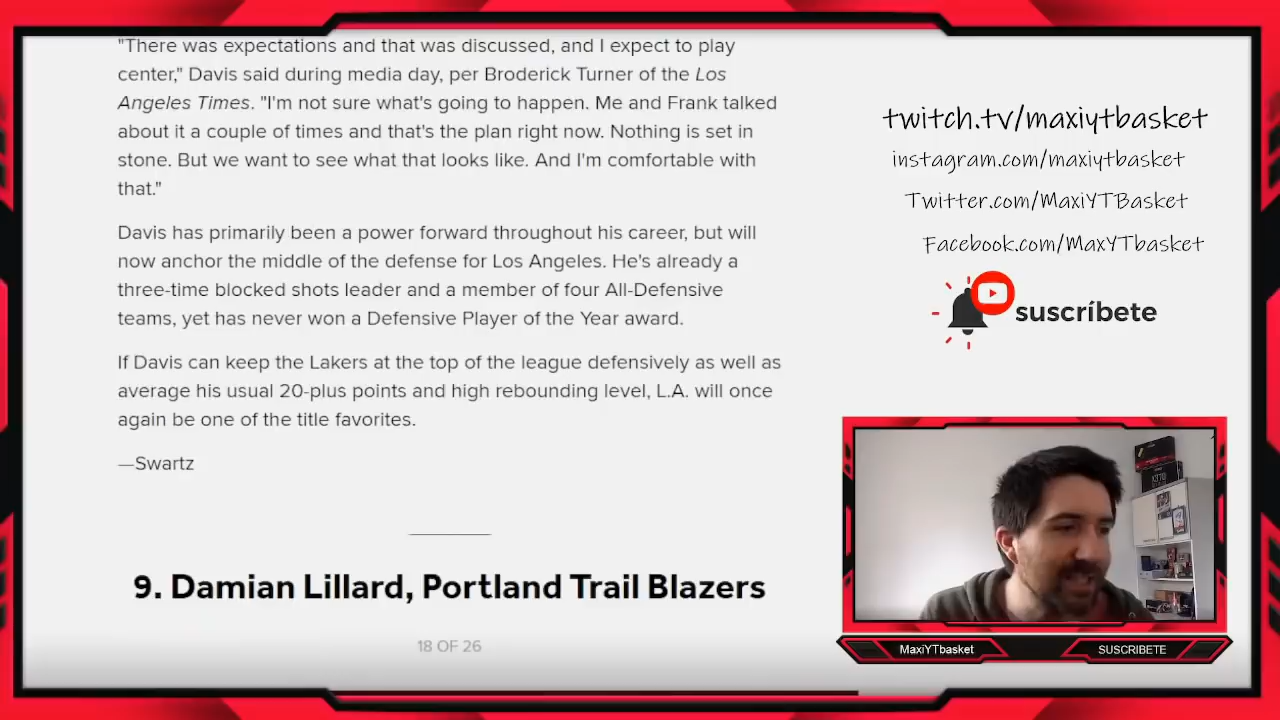 "There was expectations and that was discussed, and I expect to play
center," Davis said during media day, per Broderick Turner of the Los
Angeles Times. "I'm not sure what's going to happen. Me and Frank talked
about it a couple of times and that's the plan right now. Nothing is set in
stone. But we want to see what that looks like. And I'm comfortable with
that."
Davis has primarily been a power forward throughout his career, but will
now anchor the middle of the defense for Los Angeles. He's already a
three-time blocked shots leader and a member of four All-Defensive
teams, yet has never won a Defensive Player of the Year award.
If Davis can keep the Lakers at the top of the league defensively as well as
average his usual 20-plus points and high rebounding level, L.A. will once
again be one of the title favorites.
—Swartz
9. Damian Lillard, Portland Trail Blazers
18 OF 26
twitch.tv/maxiytbasket
instagram.com/maxiytbasket
Twitter.com/MaxiYTBasket
Facebook.com/MaxYTbasket
suscríbete
MaxiYTbasket
SUSCRIBETE